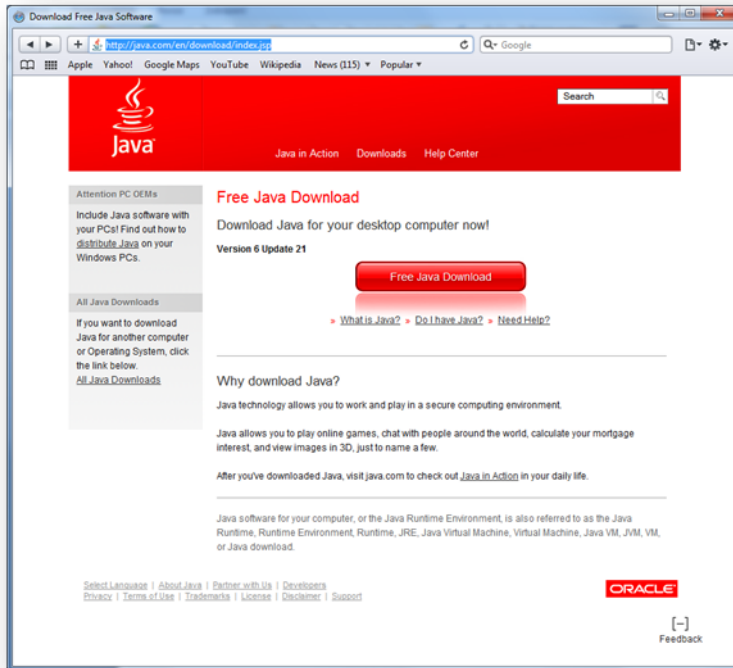 Download Free Java Software
http://java.com/en/download/index.jsp
Google
Apple Yahoo! Google Maps YouTube Wikipedia News (115) Popular
Java
Search
Java in Action Downloads Help Center
Attention PC OEMs
Include Java software with
your PCs! Find out how to
distribute Java on your
Windows PCs.
All Java Downloads
If you want to download
Java for another computer
or Operating System, click
the link below.
All Java Downloads
Free Java Download
Download Java for your desktop computer now!
Version 6 Update 21
Free Java Download
» What is Java? » Do I have Java? » Need Help?
Why download Java?
Java technology allows you to work and play in a secure computing environment.
Java allows you to play online games, chat with people around the world, calculate your mortgage
interest, and view images in 3D, just to name a few.
After you've downloaded Java, visit java.com to check out Java in Action in your daily life.
Java software for your computer, or the Java Runtime Environment, is also referred to as the Java
Runtime, Runtime Environment, Runtime, JRE, Java Virtual Machine, Virtual Machine, Java VM, JVM, VM,
or Java download.
Select Language | About Java | Partner with Us | Developers
Privacy | Terms of Use | Trademarks | License | Disclaimer | Support
ORACLE
[–]
Feedback